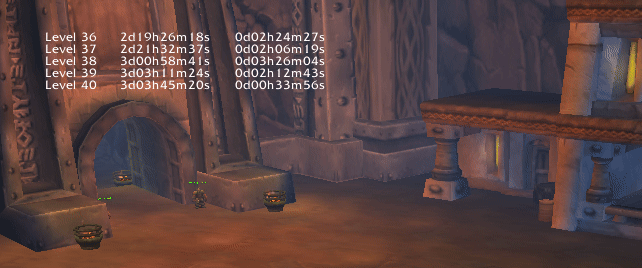 Level 36 2d19h26m18s 0d02h24m27s
Level 37 2d21h32m37s 0d02h06m19s
Level 38 3d00h58m41s 0d03h26m04s
Level 39 3d03h11m24s 0d02h12m43s
Level 40 3d03h45m20s 0d00h33m56s